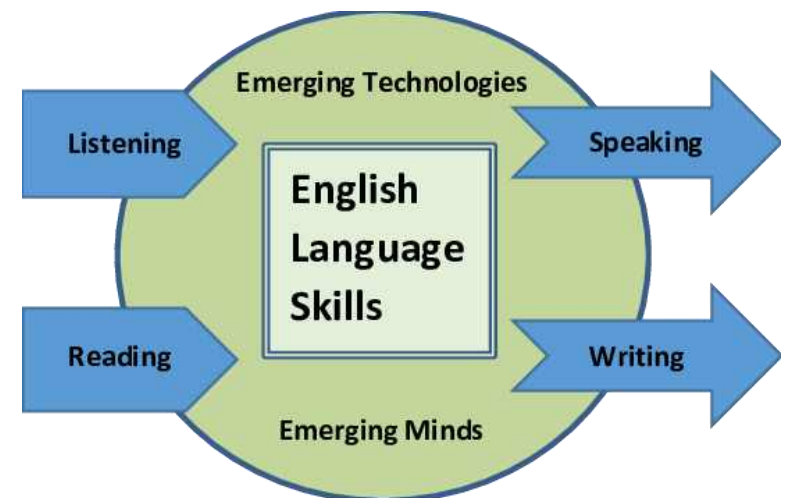 Emerging Technologies
Listening
Speaking
English
Language
Skills
Reading
Writing
Emerging Minds